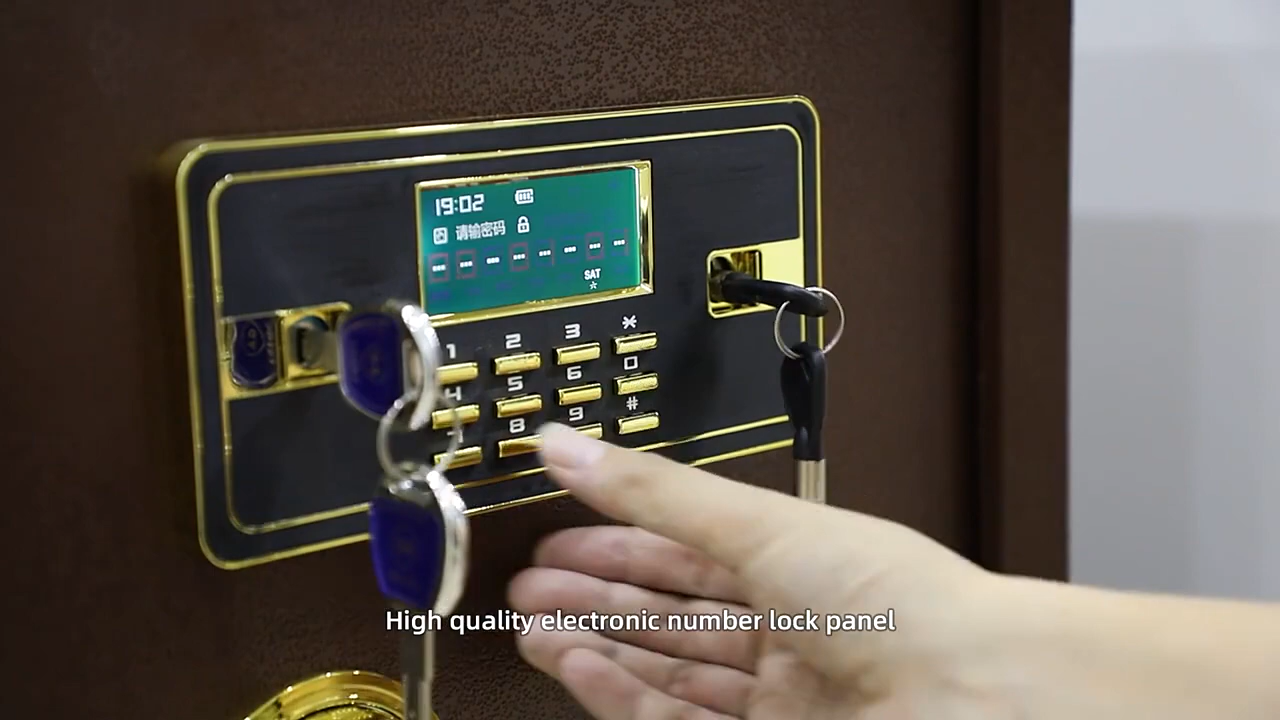 19:02
请输密码
--- --- --- --- --- --- --- ---
SAT
1 2 3 *
4 5 6 0
7 8 9 #
High quality electronic number lock panel